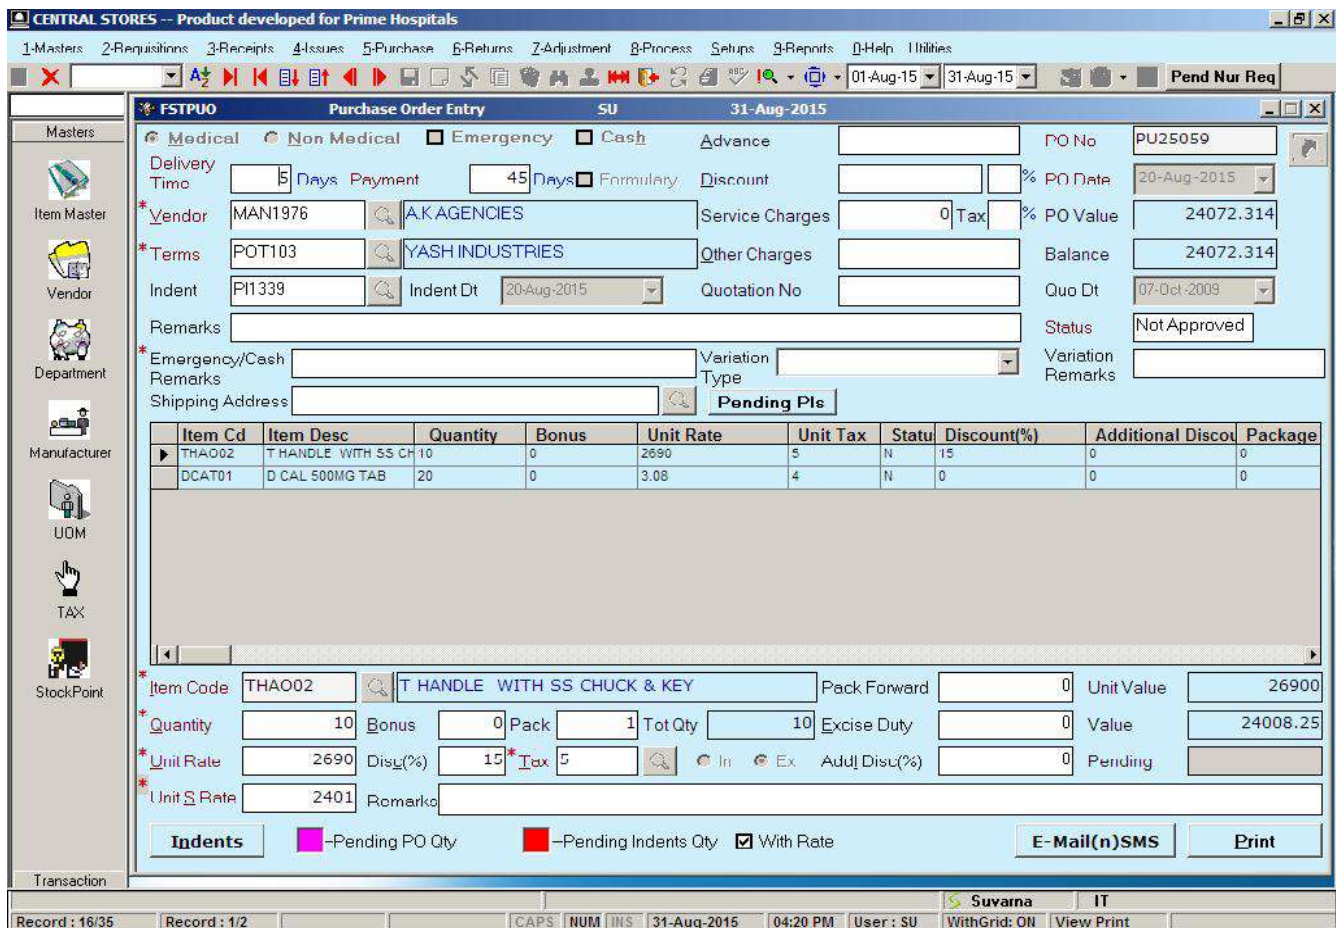 CENTRAL STORES -- Product developed for Prime Hospitals
1-Masters 2-Requisitions 3-Receipts 4-Issues 5-Purchase 6-Returns 7-Adjustment 8-Process Setups 9-Reports 0-Help Utilities
01-Aug-15 31-Aug-15 Pend Nur Req
FSTPUO Purchase Order Entry SU 31-Aug-2015
Masters
Item Master
Vendor
Department
Manufacturer
UOM
TAX
StockPoint
Transaction
Medical Non Medical Emergency Cash Advance PO No PU25059
Delivery Time 5 Days Payment 45 Days Formulary Discount % PO Date 20-Aug-2015
*Vendor MAN1976 A.K AGENCIES Service Charges 0 Tax % PO Value 24072.314
*Terms POT103 YASH INDUSTRIES Other Charges Balance 24072.314
Indent PI1339 Indent Dt 20-Aug-2015 Quotation No Quo Dt 07-Oct-2009
Remarks Status Not Approved
*Emergency/Cash Remarks Variation Type Variation Remarks
Shipping Address Pending PIs
Item Cd Item Desc Quantity Bonus Unit Rate Unit Tax Statu Discount(%) Additional Discou Package
THAO02 T HANDLE WITH SS CH 10 0 2690 5 N 15 0 0
DCAT01 D CAL 500MG TAB 20 0 3.08 4 N 0 0 0
*Item Code THAO02 T HANDLE WITH SS CHUCK & KEY Pack Forward 0 Unit Value 26900
*Quantity 10 Bonus 0 Pack 1 Tot Qty 10 Excise Duty 0 Value 24008.25
*Unit Rate 2690 Disc(%) 15 *Tax 5 In Ex Addl Disc(%) 0 Pending
*Unit S Rate 2401 Remarks
Indents -Pending PO Qty -Pending Indents Qty With Rate E-Mail(n)SMS Print
Suvarna IT
Record : 16/35 Record : 1/2 CAPS NUM INS 31-Aug-2015 04:20 PM User : SU WithGrid: ON View Print